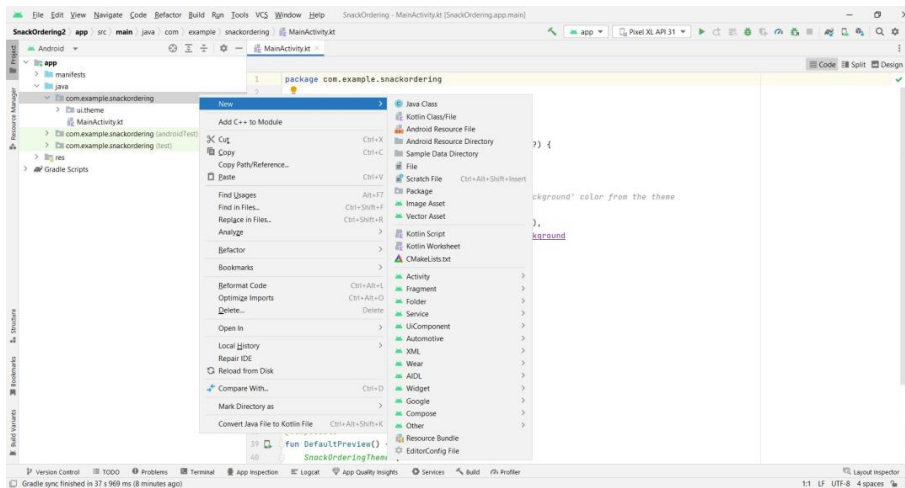 File Edit View Navigate Code Refactor Build Run Tools VCS Window Help SnackOrdering - MainActivity.kt [SnackOrdering.app.main]
SnackOrdering2 app src main java com example snackordering MainActivity.kt
app Pixel XL API 31
Android
MainActivity.kt
Code Split Design
Project
Resource Manager
Structure
Bookmarks
Build Variants
app
manifests
java
com.example.snackordering
ui.theme
MainActivity.kt
com.example.snackordering (androidTest)
com.example.snackordering (test)
res
Gradle Scripts
1 package com.example.snackordering
2
?) {
ckground' color from the theme
),
kground
39 fun DefaultPreview()
40 SnackOrderingTheme
New
Add C++ to Module
Cut Ctrl+X
Copy Ctrl+C
Copy Path/Reference...
Paste Ctrl+V
Find Usages Alt+F7
Find in Files... Ctrl+Shift+F
Replace in Files... Ctrl+Shift+R
Analyze
Refactor
Bookmarks
Reformat Code Ctrl+Alt+L
Optimize Imports Ctrl+Alt+O
Delete... Delete
Open In
Local History
Repair IDE
Reload from Disk
Compare With... Ctrl+D
Mark Directory as
Convert Java File to Kotlin File Ctrl+Alt+Shift+K
Java Class
Kotlin Class/File
Android Resource File
Android Resource Directory
Sample Data Directory
File
Scratch File Ctrl+Alt+Shift+Insert
Package
Image Asset
Vector Asset
Kotlin Script
Kotlin Worksheet
CMakeLists.txt
Activity
Fragment
Folder
Service
UiComponent
Automotive
XML
Wear
AIDL
Widget
Google
Compose
Other
Resource Bundle
EditorConfig File
Version Control TODO Problems Terminal App Inspection Logcat App Quality Insights Services Build Profiler Layout Inspector
Gradle sync finished in 37 s 969 ms (8 minutes ago) 1:1 LF UTF-8 4 spaces